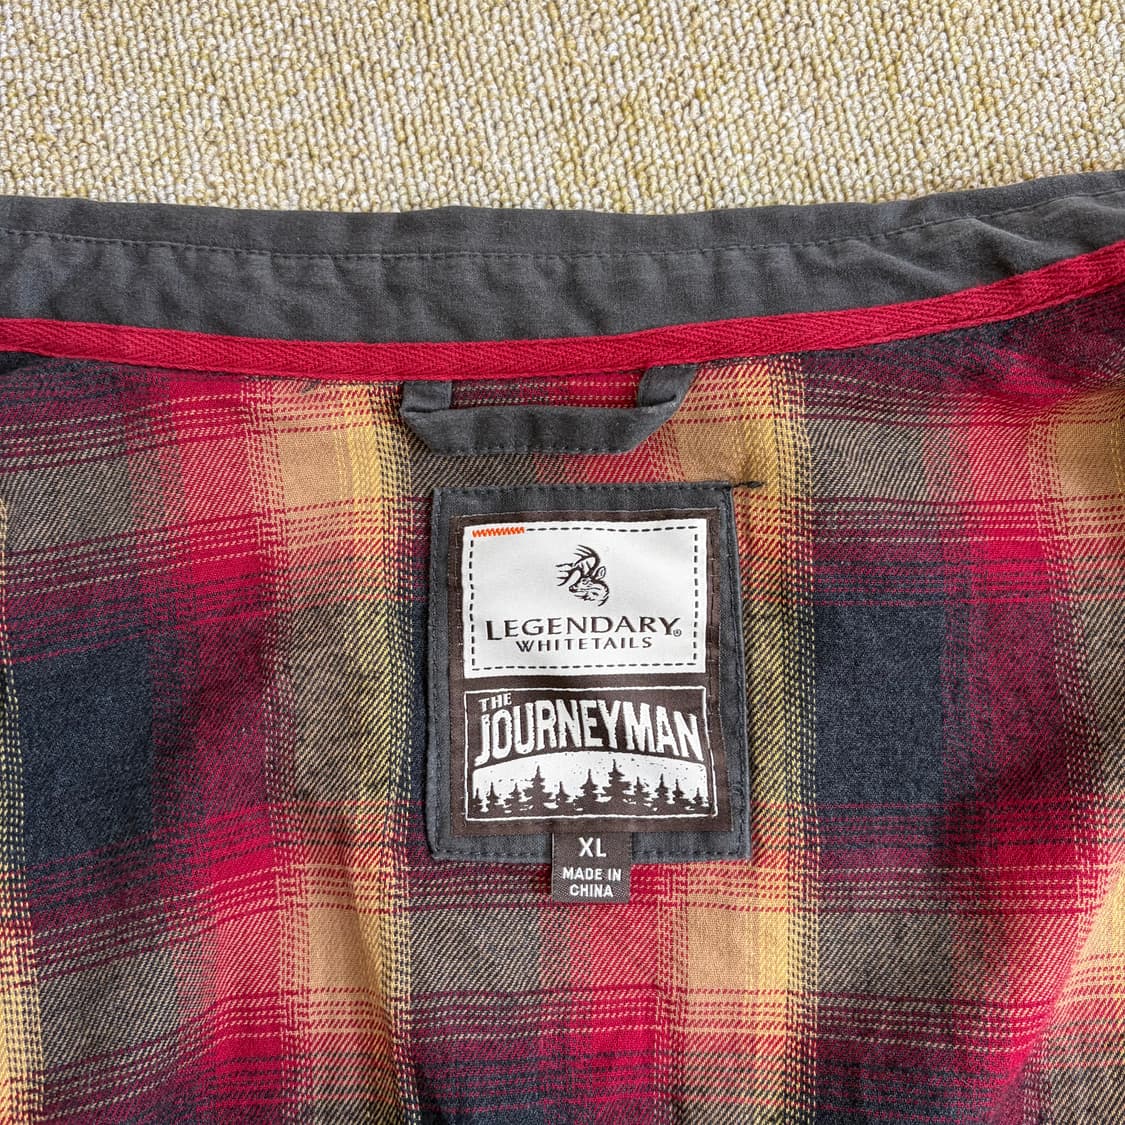 LEGENDARY®
WHITETAILS
THE
JOURNEYMAN
XL
MADE IN
CHINA